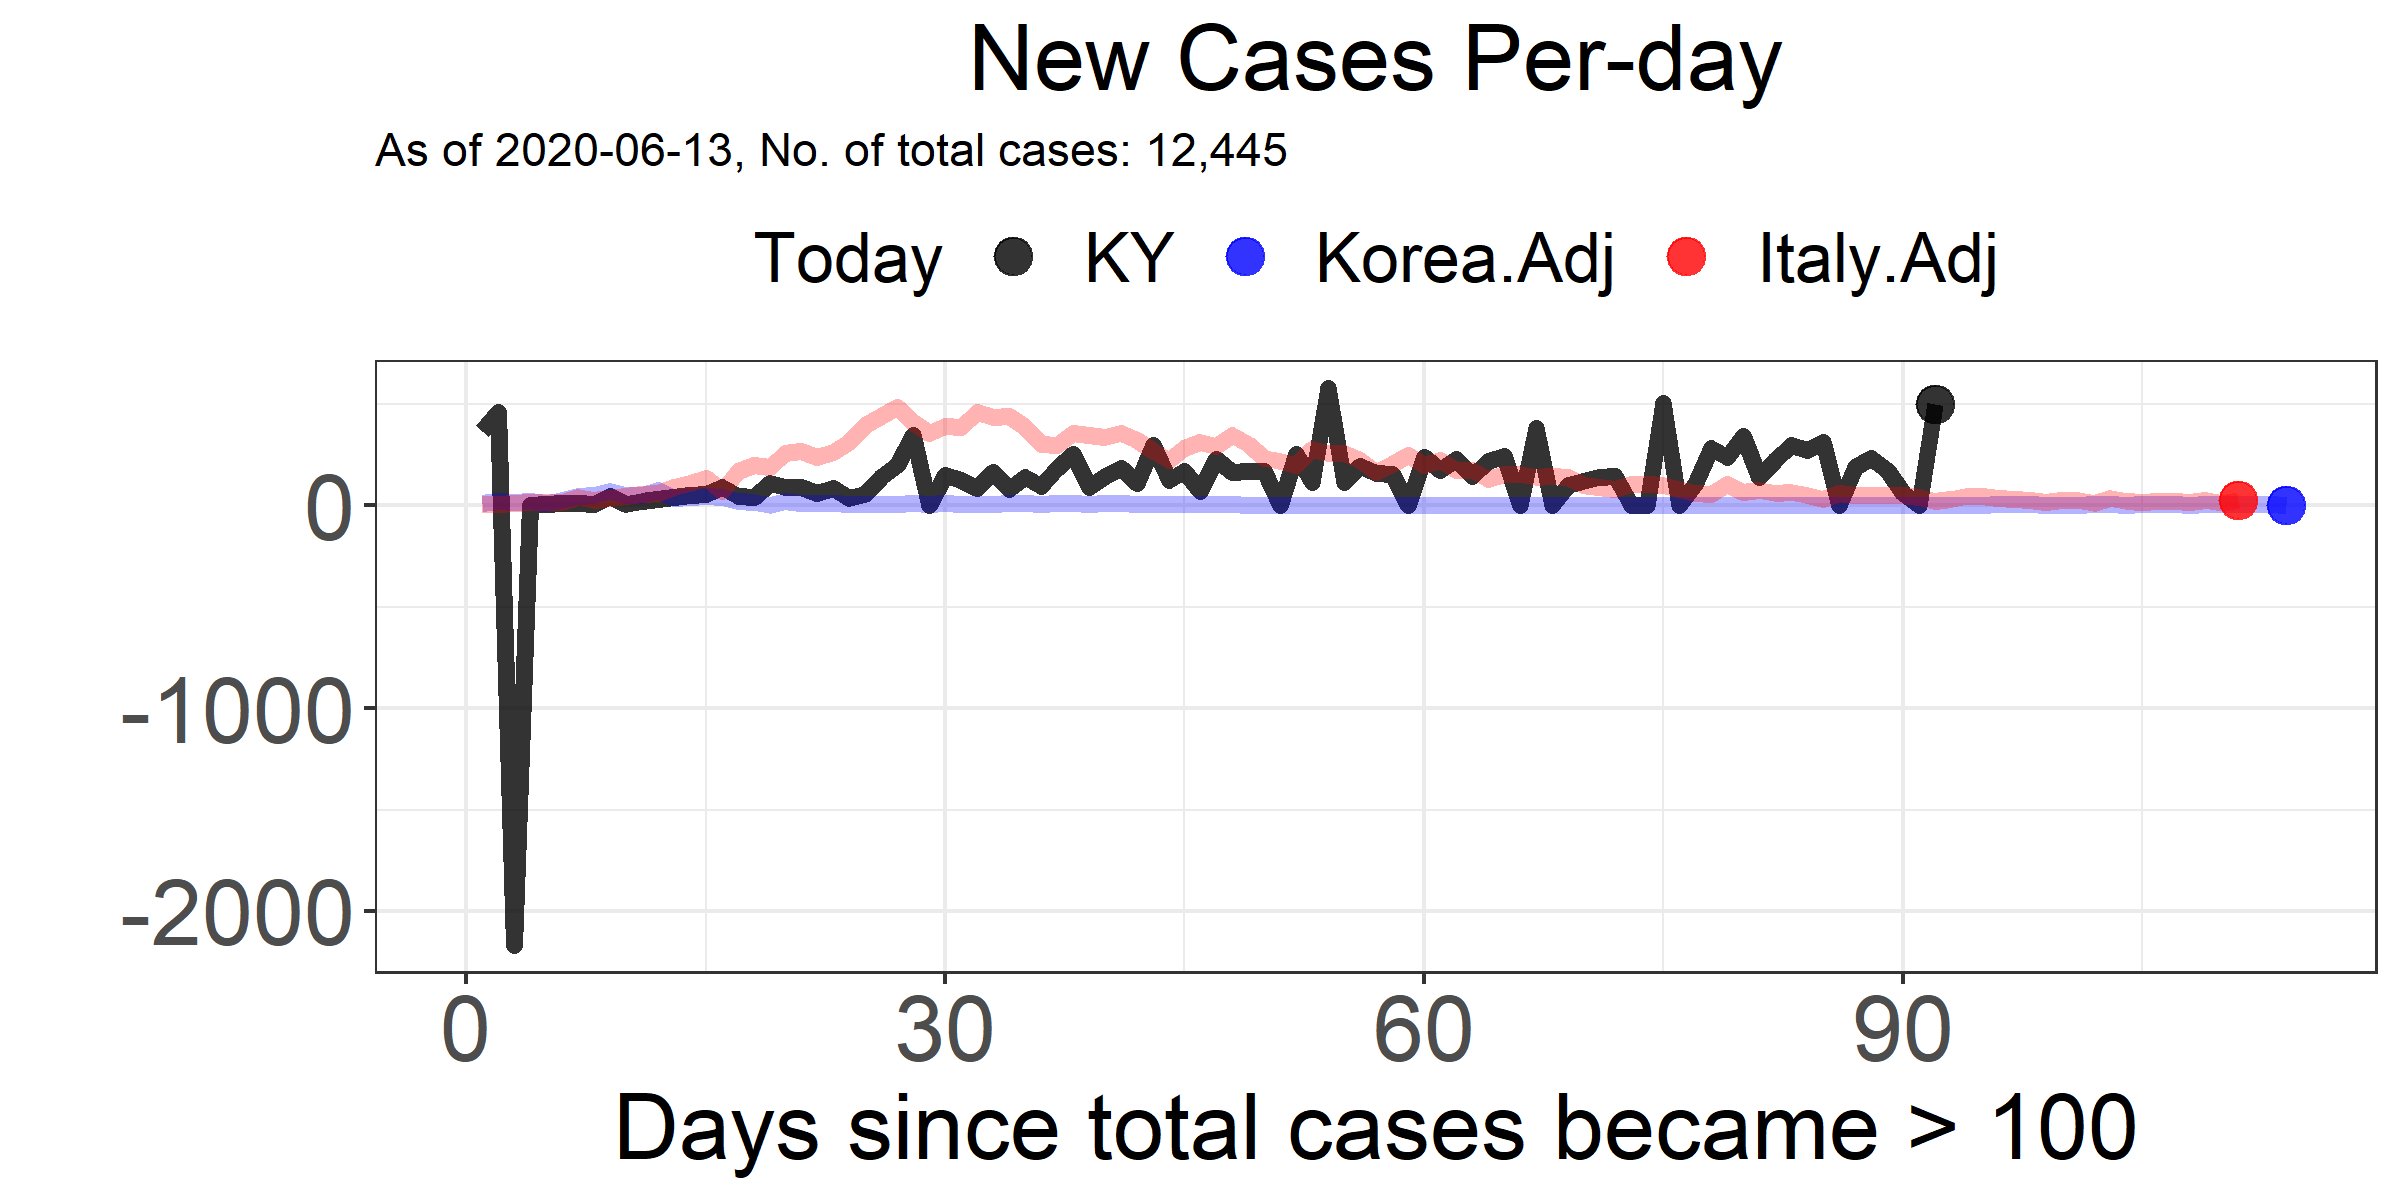 New Cases Per-day
As of 2020-06-13, No. of total cases: 12,445
Today KY Korea.Adj Italy.Adj
0
-1000
-2000
0 30 60 90
Days since total cases became > 100